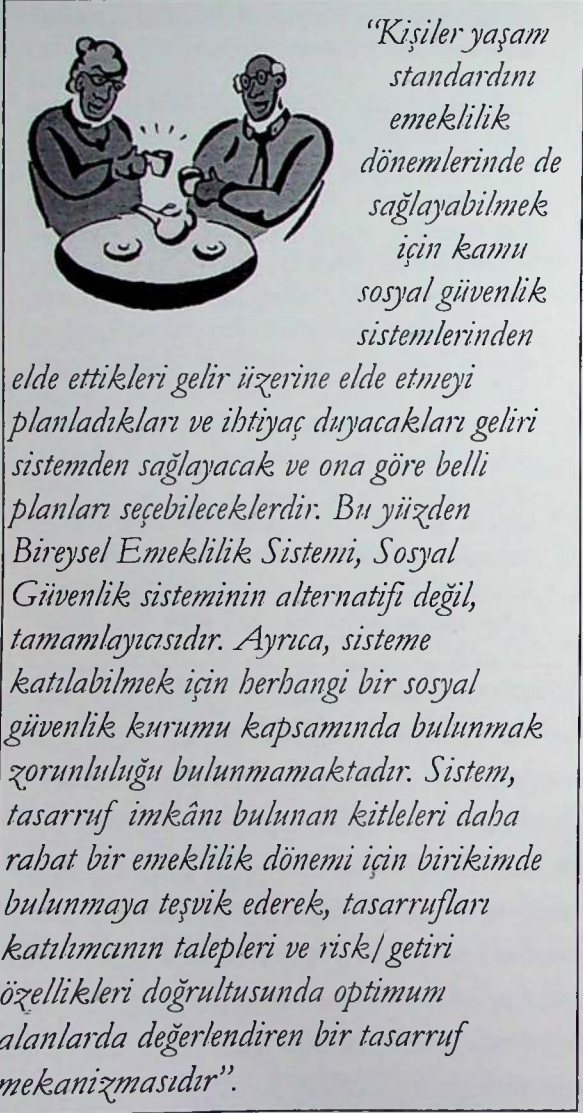 “Kişiler yaşam
standardını
emeklilik
dönemlerinde de
sağlayabilmek
için kamu
sosyal güvenlik
sistemlerinden
elde ettikleri gelir üzerine elde etmeyi
planladıkları ve ihtiyaç duyacakları geliri
sistemden sağlayacak ve ona göre belli
planları seçebileceklerdir. Bu yüzden
Bireysel Emeklilik Sistemi, Sosyal
Güvenlik sisteminin alternatifi değil,
tamamlayıcısıdır. Ayrıca, sisteme
katılabilmek için herhangi bir sosyal
güvenlik kurumu kapsamında bulunmak
zorunluluğu bulunmamaktadır. Sistem,
tasarruf imkânı bulunan kitleleri daha
rahat bir emeklilik dönemi için birikimde
bulunmaya teşvik ederek, tasarrufları
katılımcının talepleri ve risk/getiri
özellikleri doğrultusunda optimum
alanlarda değerlendiren bir tasarruf
mekanizmasıdır”.